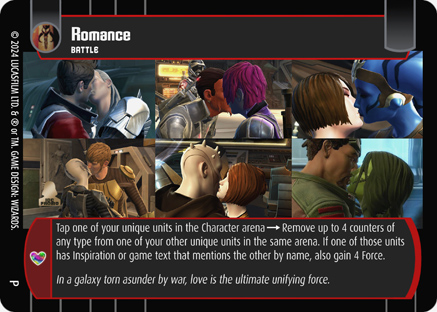 Romance
BATTLE
© 2024 LUCASFILM LTD. & ® or TM. GAME DESIGN, WIZARDS.
P
Tap one of your unique units in the Character arena → Remove up to 4 counters of
any type from one of your other unique units in the same arena. If one of those units
has Inspiration or game text that mentions the other by name, also gain 4 Force.
In a galaxy torn asunder by war, love is the ultimate unifying force.